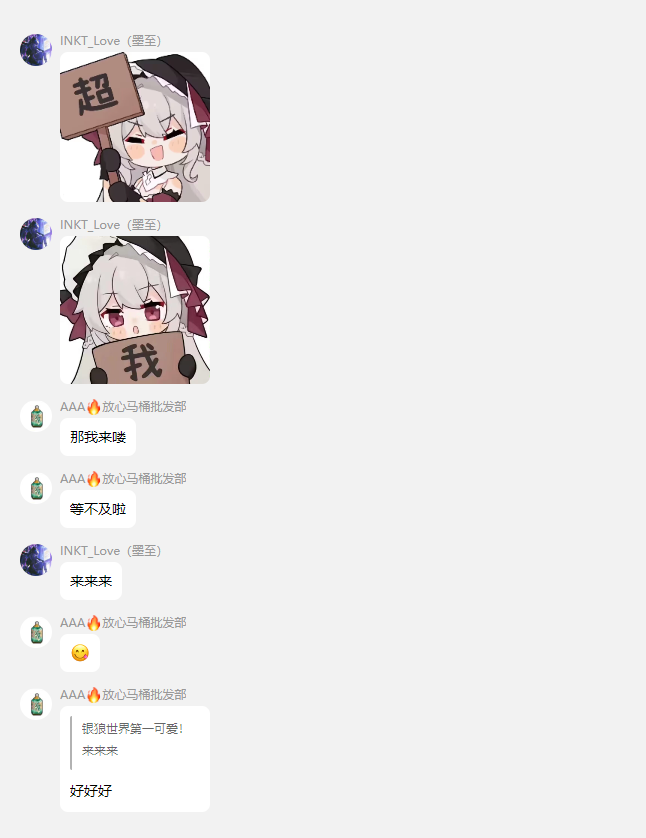 INKT_Love（墨至）
超
INKT_Love（墨至）
我
AAA🔥放心马桶批发部
那我来喽
AAA🔥放心马桶批发部
等不及啦
INKT_Love（墨至）
来来来
AAA🔥放心马桶批发部
😋
AAA🔥放心马桶批发部
银狼世界第一可爱！
来来来
好好好